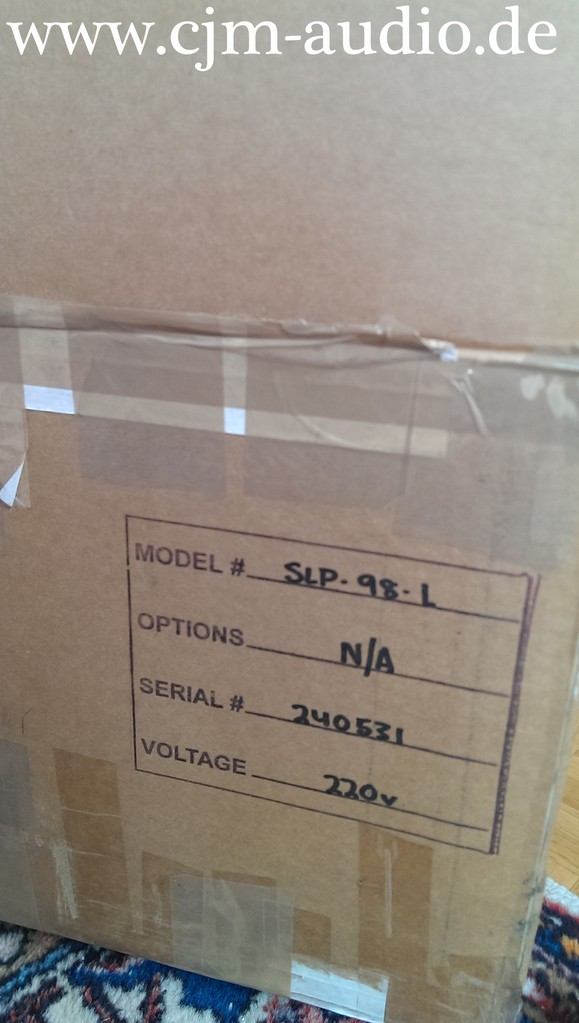 www.cjm-audio.de
MODEL # SLP-98-L
OPTIONS N/A
SERIAL # 240531
VOLTAGE 220v